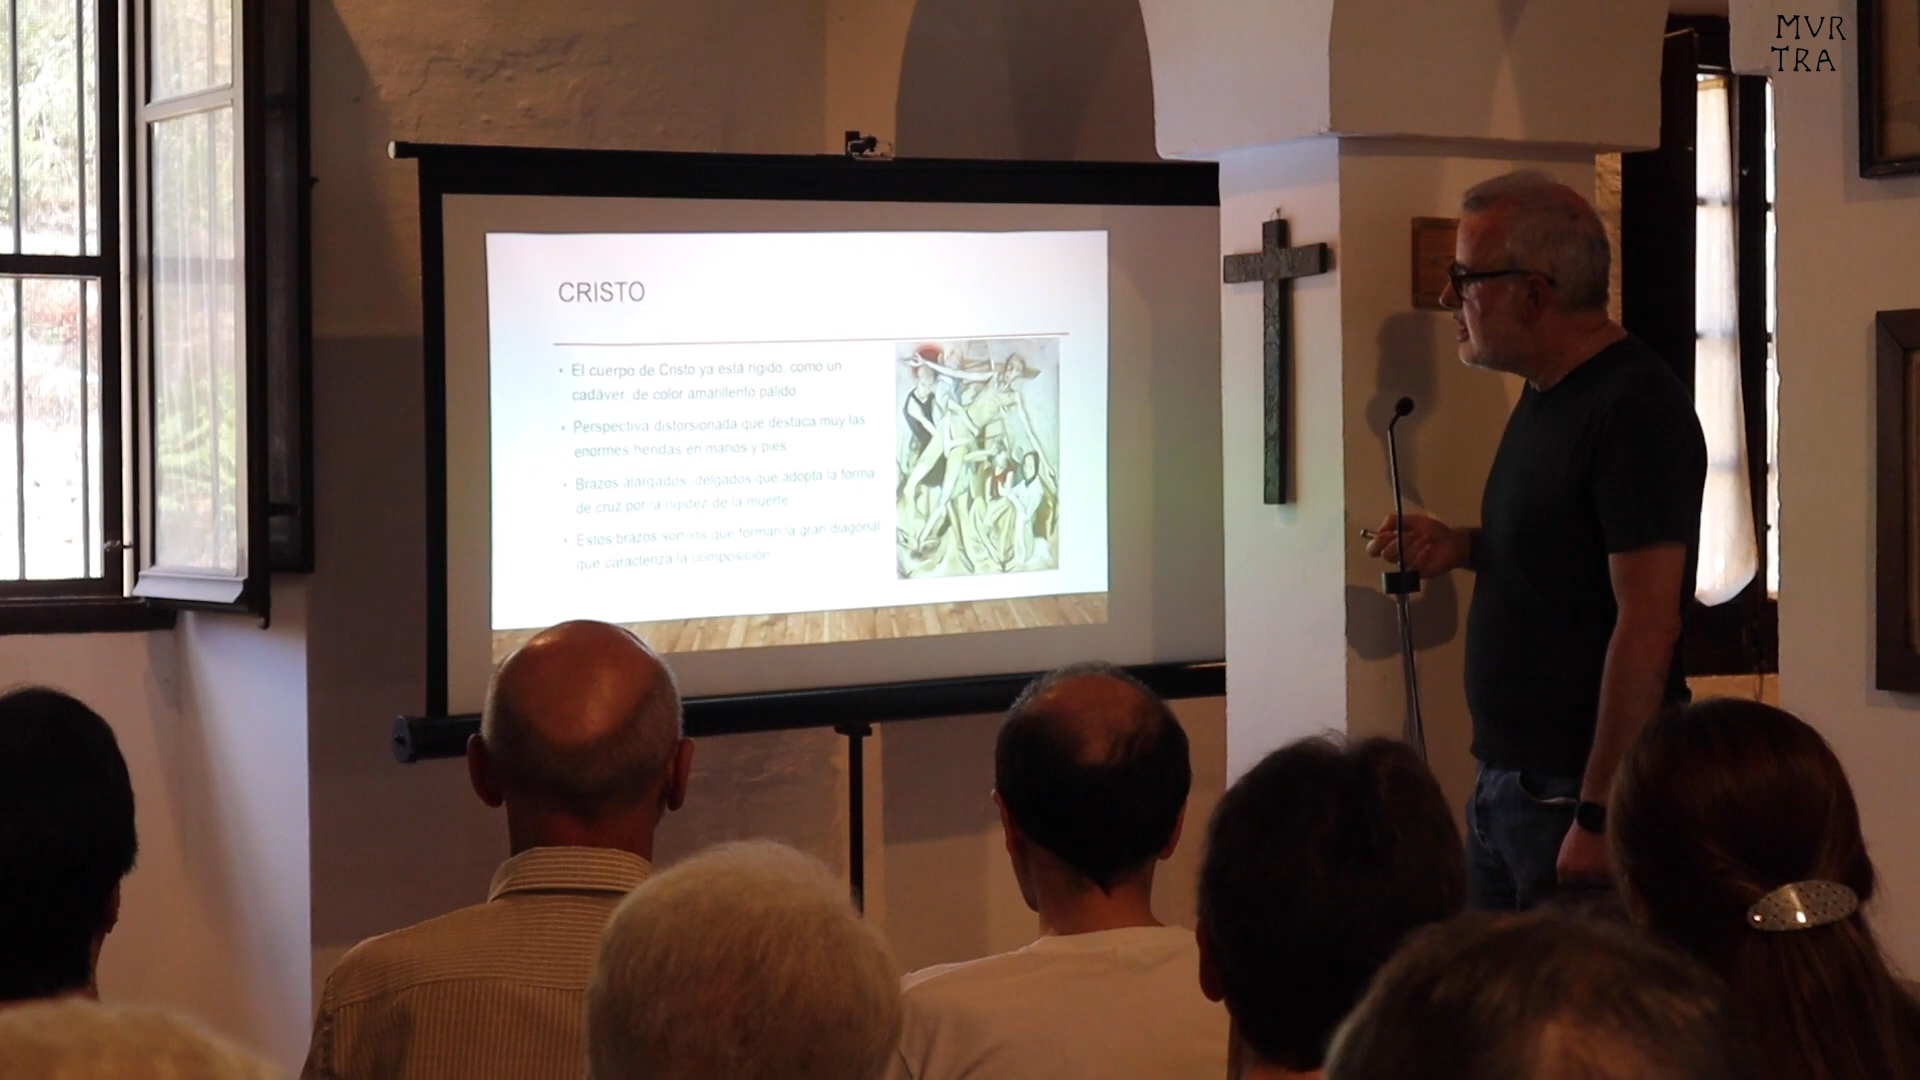 MVR
TRA
CRISTO
• El cuerpo de Cristo ya está rígido, como un
cadáver, de color amarillento pálido
• Perspectiva distorsionada que destaca muy las
enormes heridas en manos y pies
• Brazos alargados, delgados que adopta la forma
de cruz por la rigidez de la muerte
• Estos brazos son los que forman la gran diagonal
que caracteriza la composición